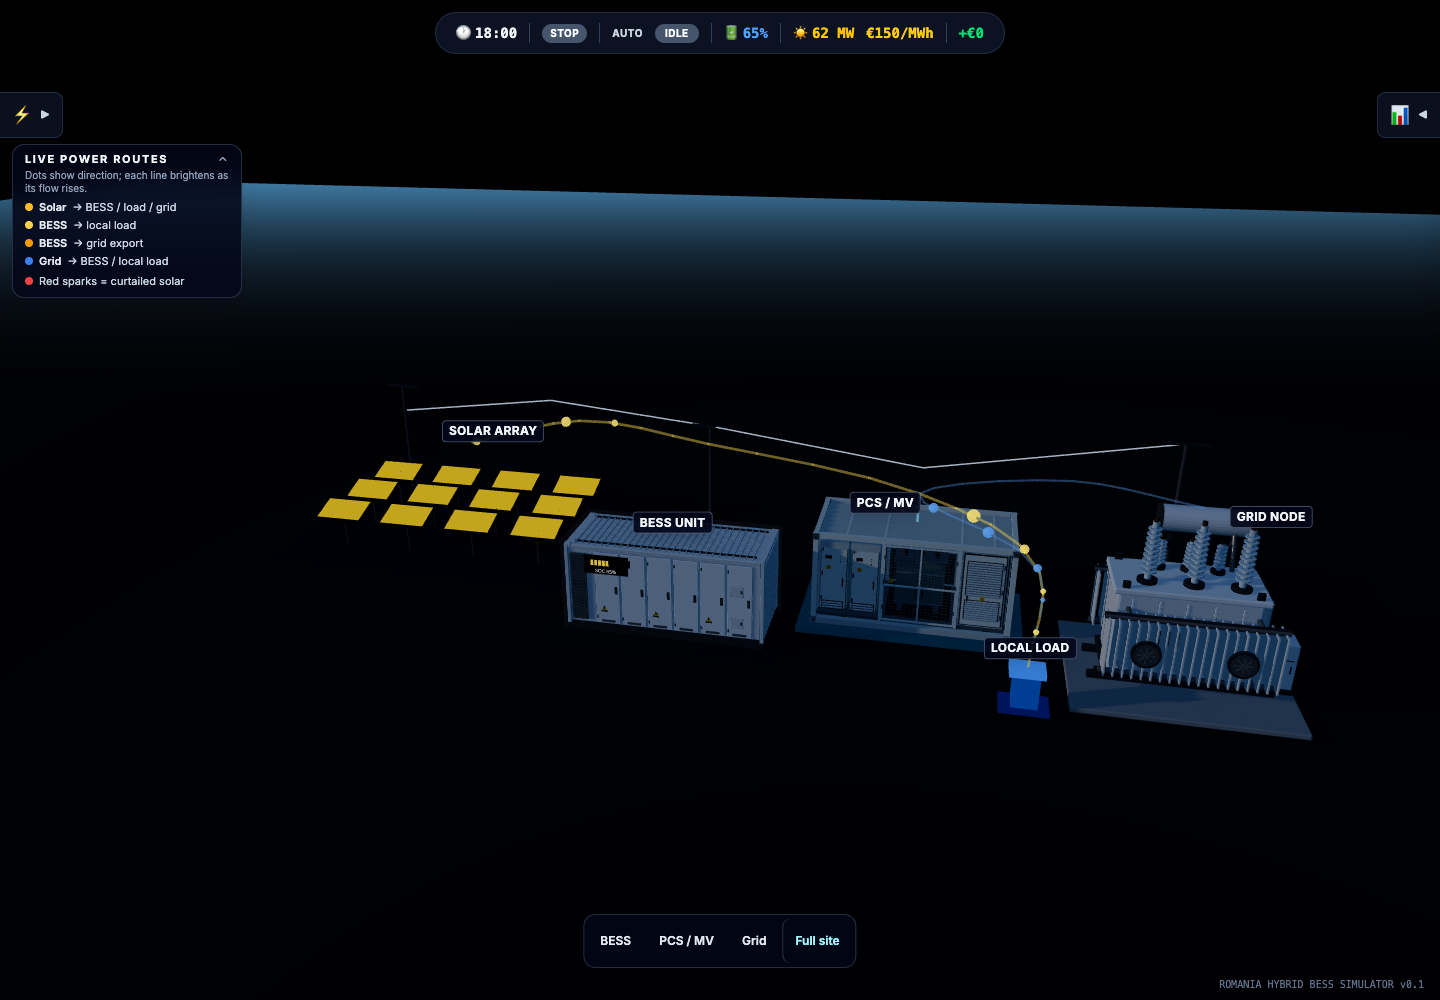 18:00 STOP AUTO IDLE 65% 62 MW €150/MWh +€0
LIVE POWER ROUTES
Dots show direction; each line brightens as
its flow rises.
Solar → BESS / load / grid
BESS → local load
BESS → grid export
Grid → BESS / local load
Red sparks = curtailed solar
SOLAR ARRAY
BESS UNIT
PCS / MV
GRID NODE
LOCAL LOAD
BESS PCS / MV Grid Full site
ROMANIA HYBRID BESS SIMULATOR v0.1